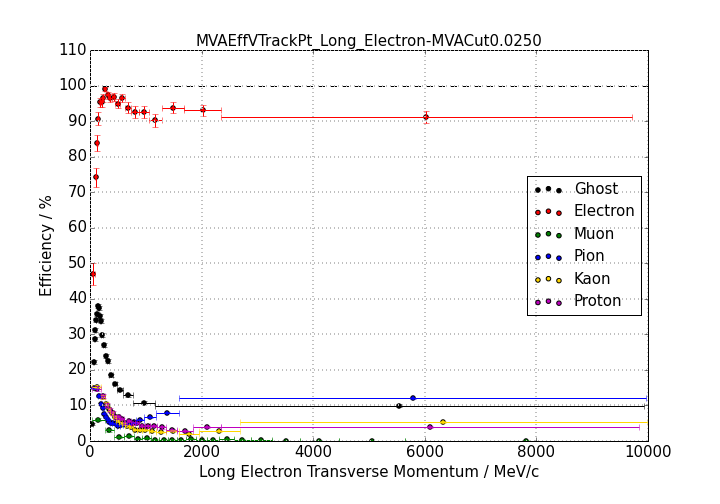 MVAEffVTrackPt_Long_Electron-MVACut0.0250
110
100
90
80
70
60
50
40
30
20
10
0
Efficiency / %
Ghost
Electron
Muon
Pion
Kaon
Proton
0 2000 4000 6000 8000 10000
Long Electron Transverse Momentum / MeV/c